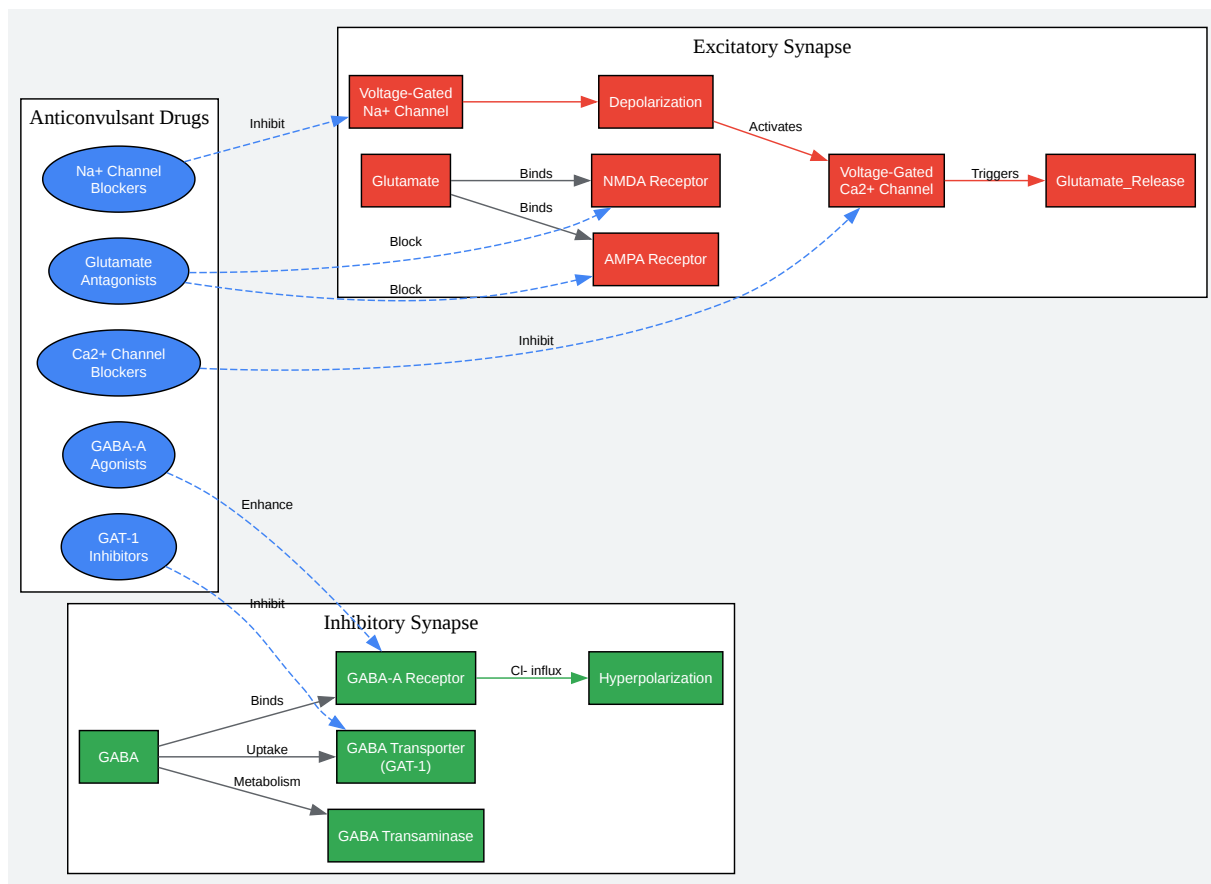 Excitatory Synapse
Voltage-Gated
Na+ Channel
Depolarization
Activates
Glutamate
Binds
NMDA Receptor
Binds
AMPA Receptor
Voltage-Gated
Ca2+ Channel
Triggers
Glutamate_Release
Anticonvulsant Drugs
Na+ Channel
Blockers
Inhibit
Glutamate
Antagonists
Block
Block
Ca2+ Channel
Blockers
Inhibit
GABA-A
Agonists
Enhance
GAT-1
Inhibitors
Inhibit
Inhibitory Synapse
GABA-A Receptor
Cl- influx
Hyperpolarization
Binds
GABA
Uptake
GABA Transporter
(GAT-1)
Metabolism
GABA Transaminase